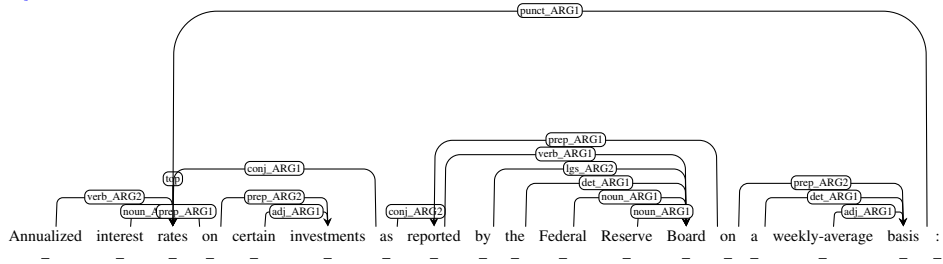 punct_ARG1
prep_ARG1
verb_ARG1
top conj_ARG1 lgs_ARG2
det_ARG1 prep_ARG2
verb_ARG2 prep_ARG2 noun_ARG1 det_ARG1
prep_ARG1 adj_ARG1 conj_ARG2 noun_ARG1 adj_ARG1
Annualized interest rates on certain investments as reported by the Federal Reserve Board on a weekly-average basis :